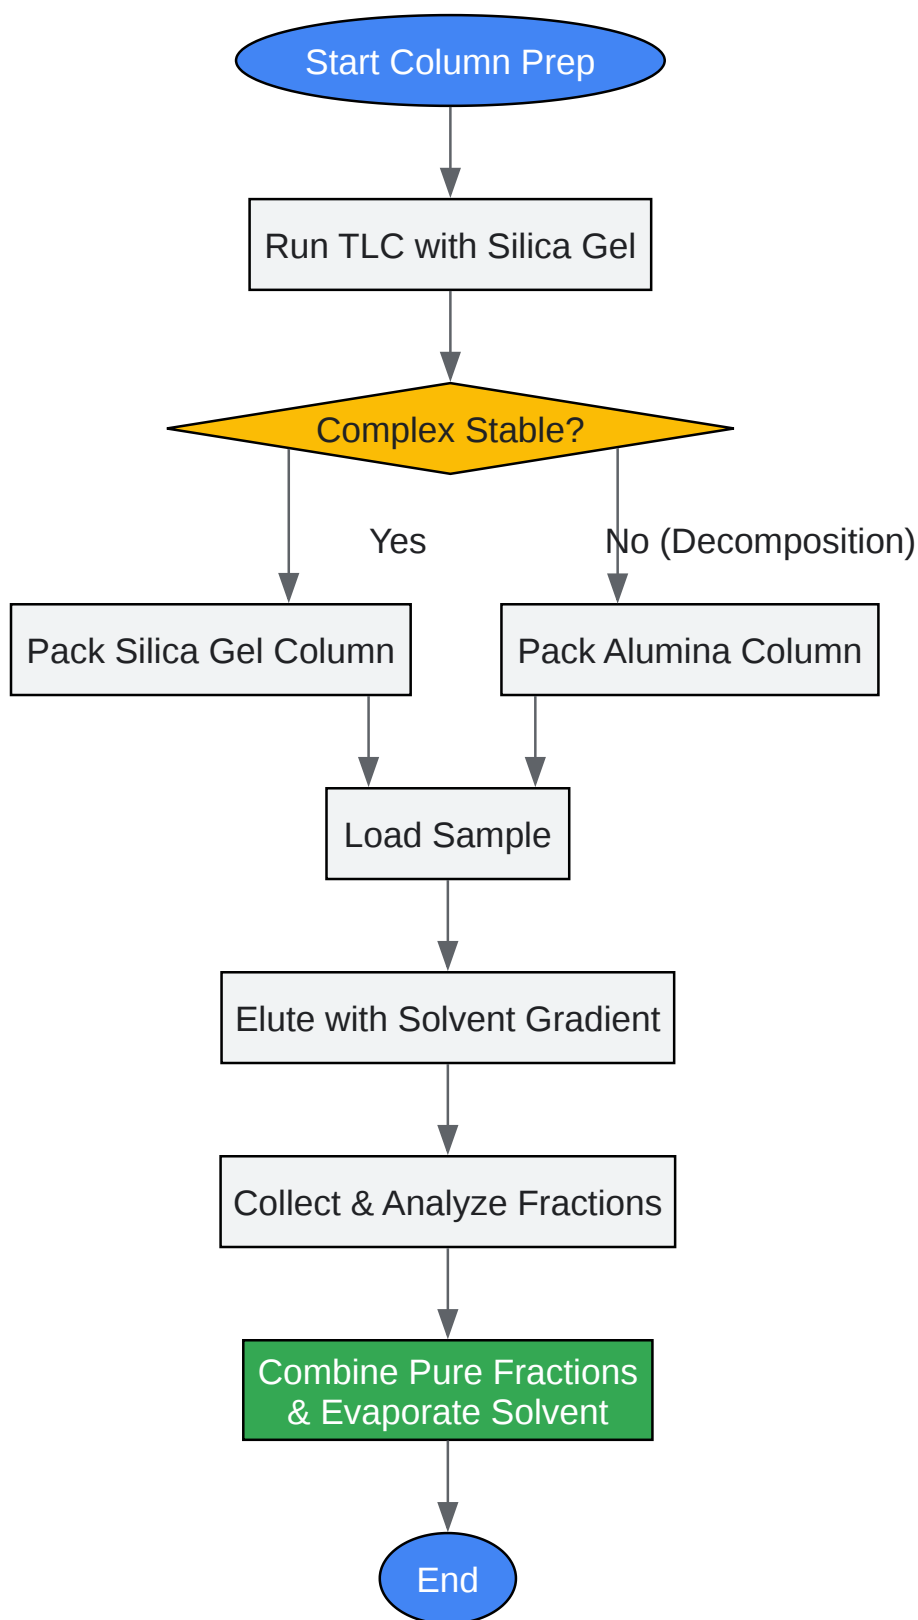 Start Column Prep
Run TLC with Silica Gel
Complex Stable?
Yes
No (Decomposition)
Pack Silica Gel Column
Pack Alumina Column
Load Sample
Elute with Solvent Gradient
Collect & Analyze Fractions
Combine Pure Fractions
& Evaporate Solvent
End